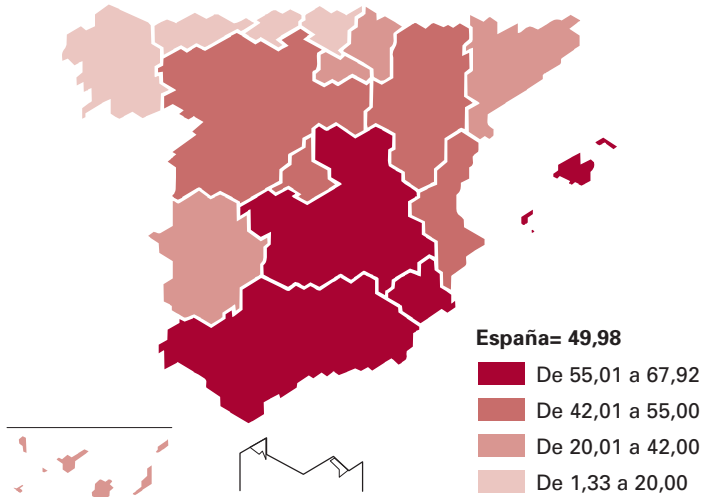 España= 49,98
De 55,01 a 67,92
De 42,01 a 55,00
De 20,01 a 42,00
De 1,33 a 20,00